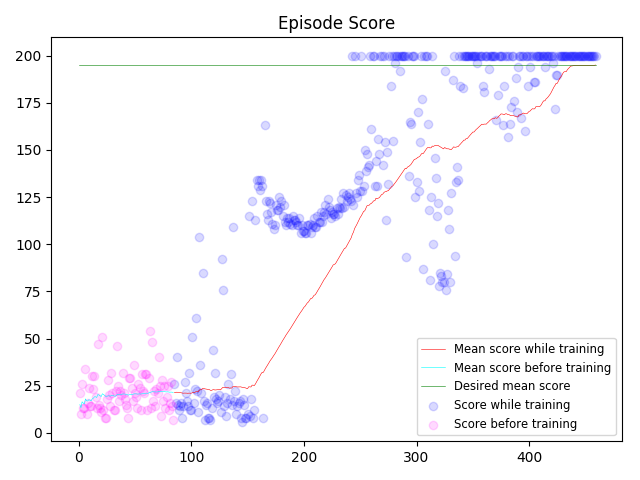 Episode Score
200
175
150
125
100
75
50
25
0
0
100
200
300
400
Mean score while training
Mean score before training
Desired mean score
Score while training
Score before training